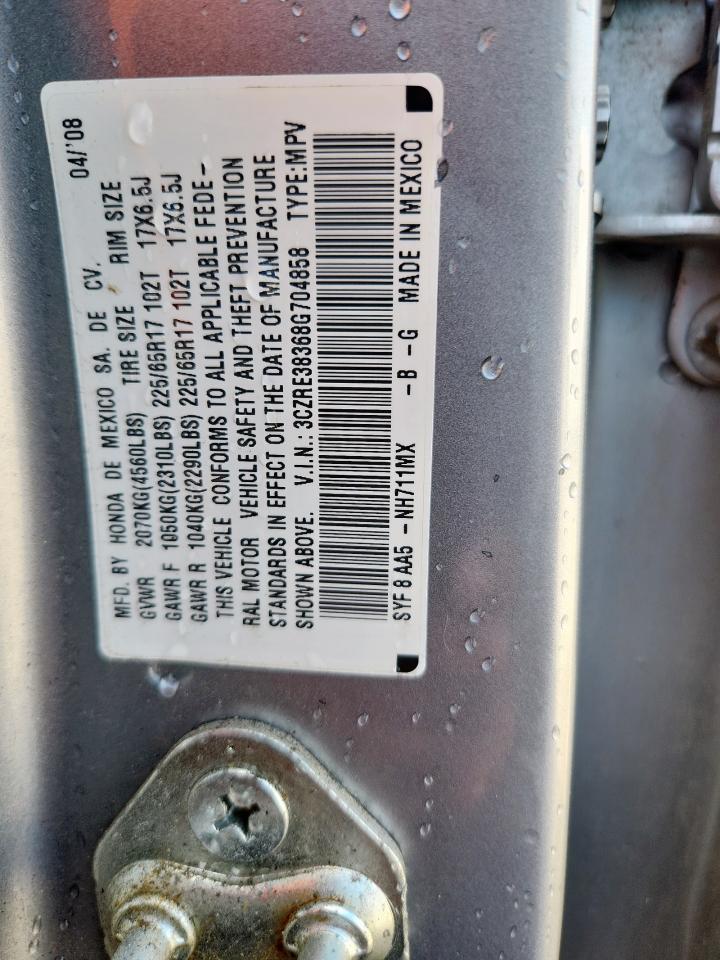 MFD. BY HONDA DE MEXICO SA. DE CV. 04/'08
GVWR 2070KG(4560LBS) TIRE SIZE RIM SIZE
GAWR F 1050KG(2310LBS) 225/65R17 102T 17X6.5J
GAWR R 1040KG(2290LBS) 225/65R17 102T 17X6.5J
THIS VEHICLE CONFORMS TO ALL APPLICABLE FEDE-
RAL MOTOR VEHICLE SAFETY AND THEFT PREVENTION
STANDARDS IN EFFECT ON THE DATE OF MANUFACTURE
SHOWN ABOVE. V.I.N.: 3CZRE38368G704858 TYPE:MPV
SYF 8 AA5 -NH711MX -B -G MADE IN MEXICO